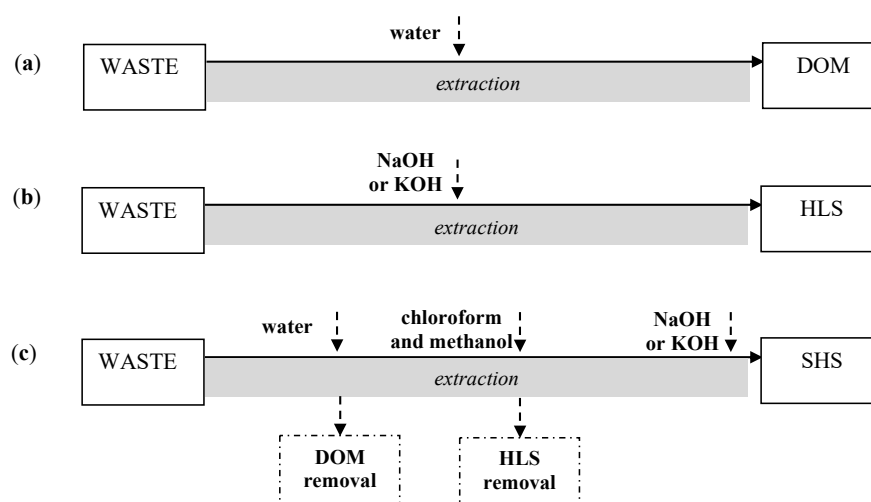 water
(a)
WASTE
DOM
extraction
NaOH
or KOH
(b)
WASTE
HLS
extraction
water
chloroform
and methanol
NaOH
or KOH
(c)
WASTE
SHS
extraction
DOM
removal
HLS
removal